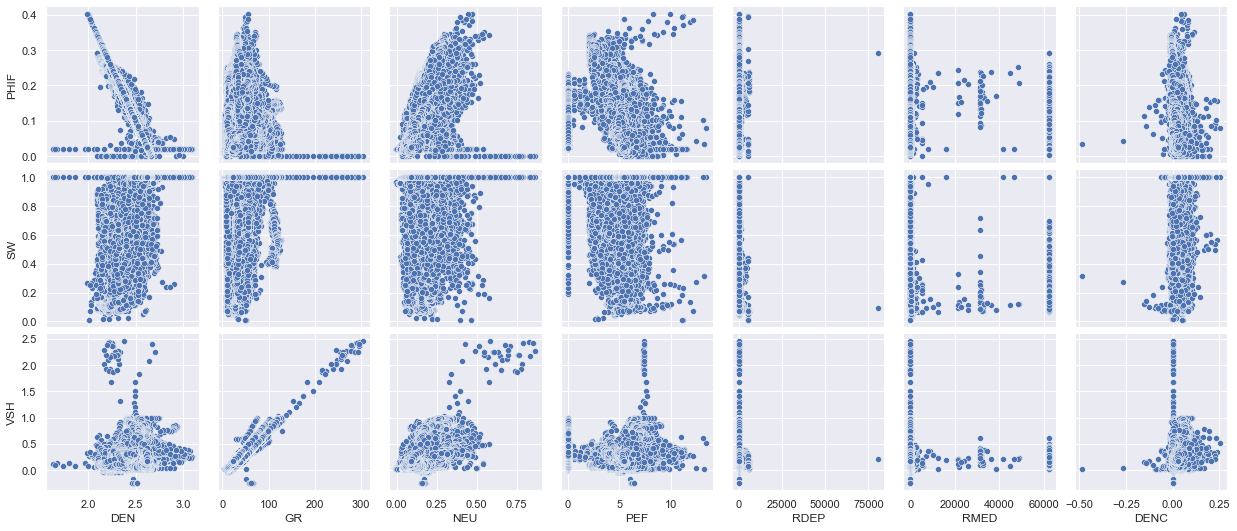 PHIF
0.4
0.3
0.2
0.1
0.0
SW
1.0
0.8
0.6
0.4
0.2
0.0
VSH
2.5
2.0
1.5
1.0
0.5
0.0
2.0 2.5 3.0
DEN
0 100 200 300
GR
0.00 0.25 0.50 0.75
NEU
0 5 10
PEF
0 25000 50000 75000
RDEP
0 20000 40000 60000
RMED
−0.50 −0.25 0.00 0.25
DENC